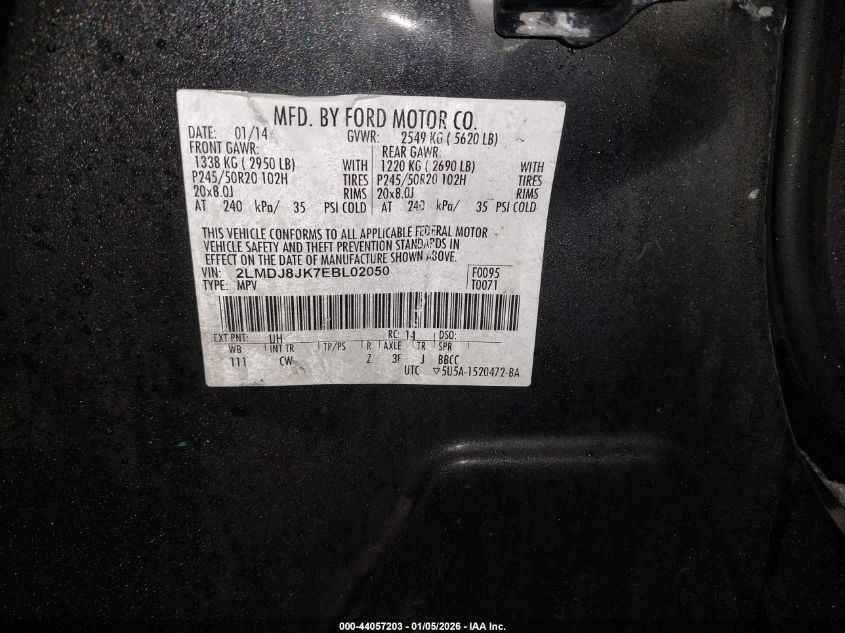 MFD. BY FORD MOTOR CO.
DATE: 01/14 GVWR: 2549 KG ( 5620 LB)
FRONT GAWR: REAR GAWR:
1338 KG ( 2950 LB) WITH 1220 KG ( 2690 LB) WITH
P245/50R20 102H TIRES P245/50R20 102H TIRES
20x8.0J RIMS 20x8.0J RIMS
AT 240 kPa/ 35 PSI COLD AT 240 kPa/ 35 PSI COLD
THIS VEHICLE CONFORMS TO ALL APPLICABLE FEDERAL MOTOR
VEHICLE SAFETY AND THEFT PREVENTION STANDARDS IN
EFFECT ON THE DATE OF MANUFACTURE SHOWN ABOVE.
VIN: 2LMDJ8JK7EBL02050 F0095
TYPE: MPV T0071
EXT PNT: UH RC: 14 DSO:
WB INT TR TP/PS R AXLE TR SPR
111 CW Z 3F J BBCC
UTC ▽5U5A-1520472-BA
000-44057203 — 01/05/2026 — IAA Inc.